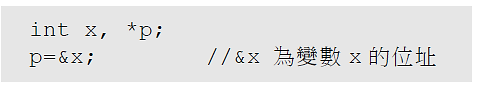 int x, *p;
p=&x; //&x 為變數 x 的位址